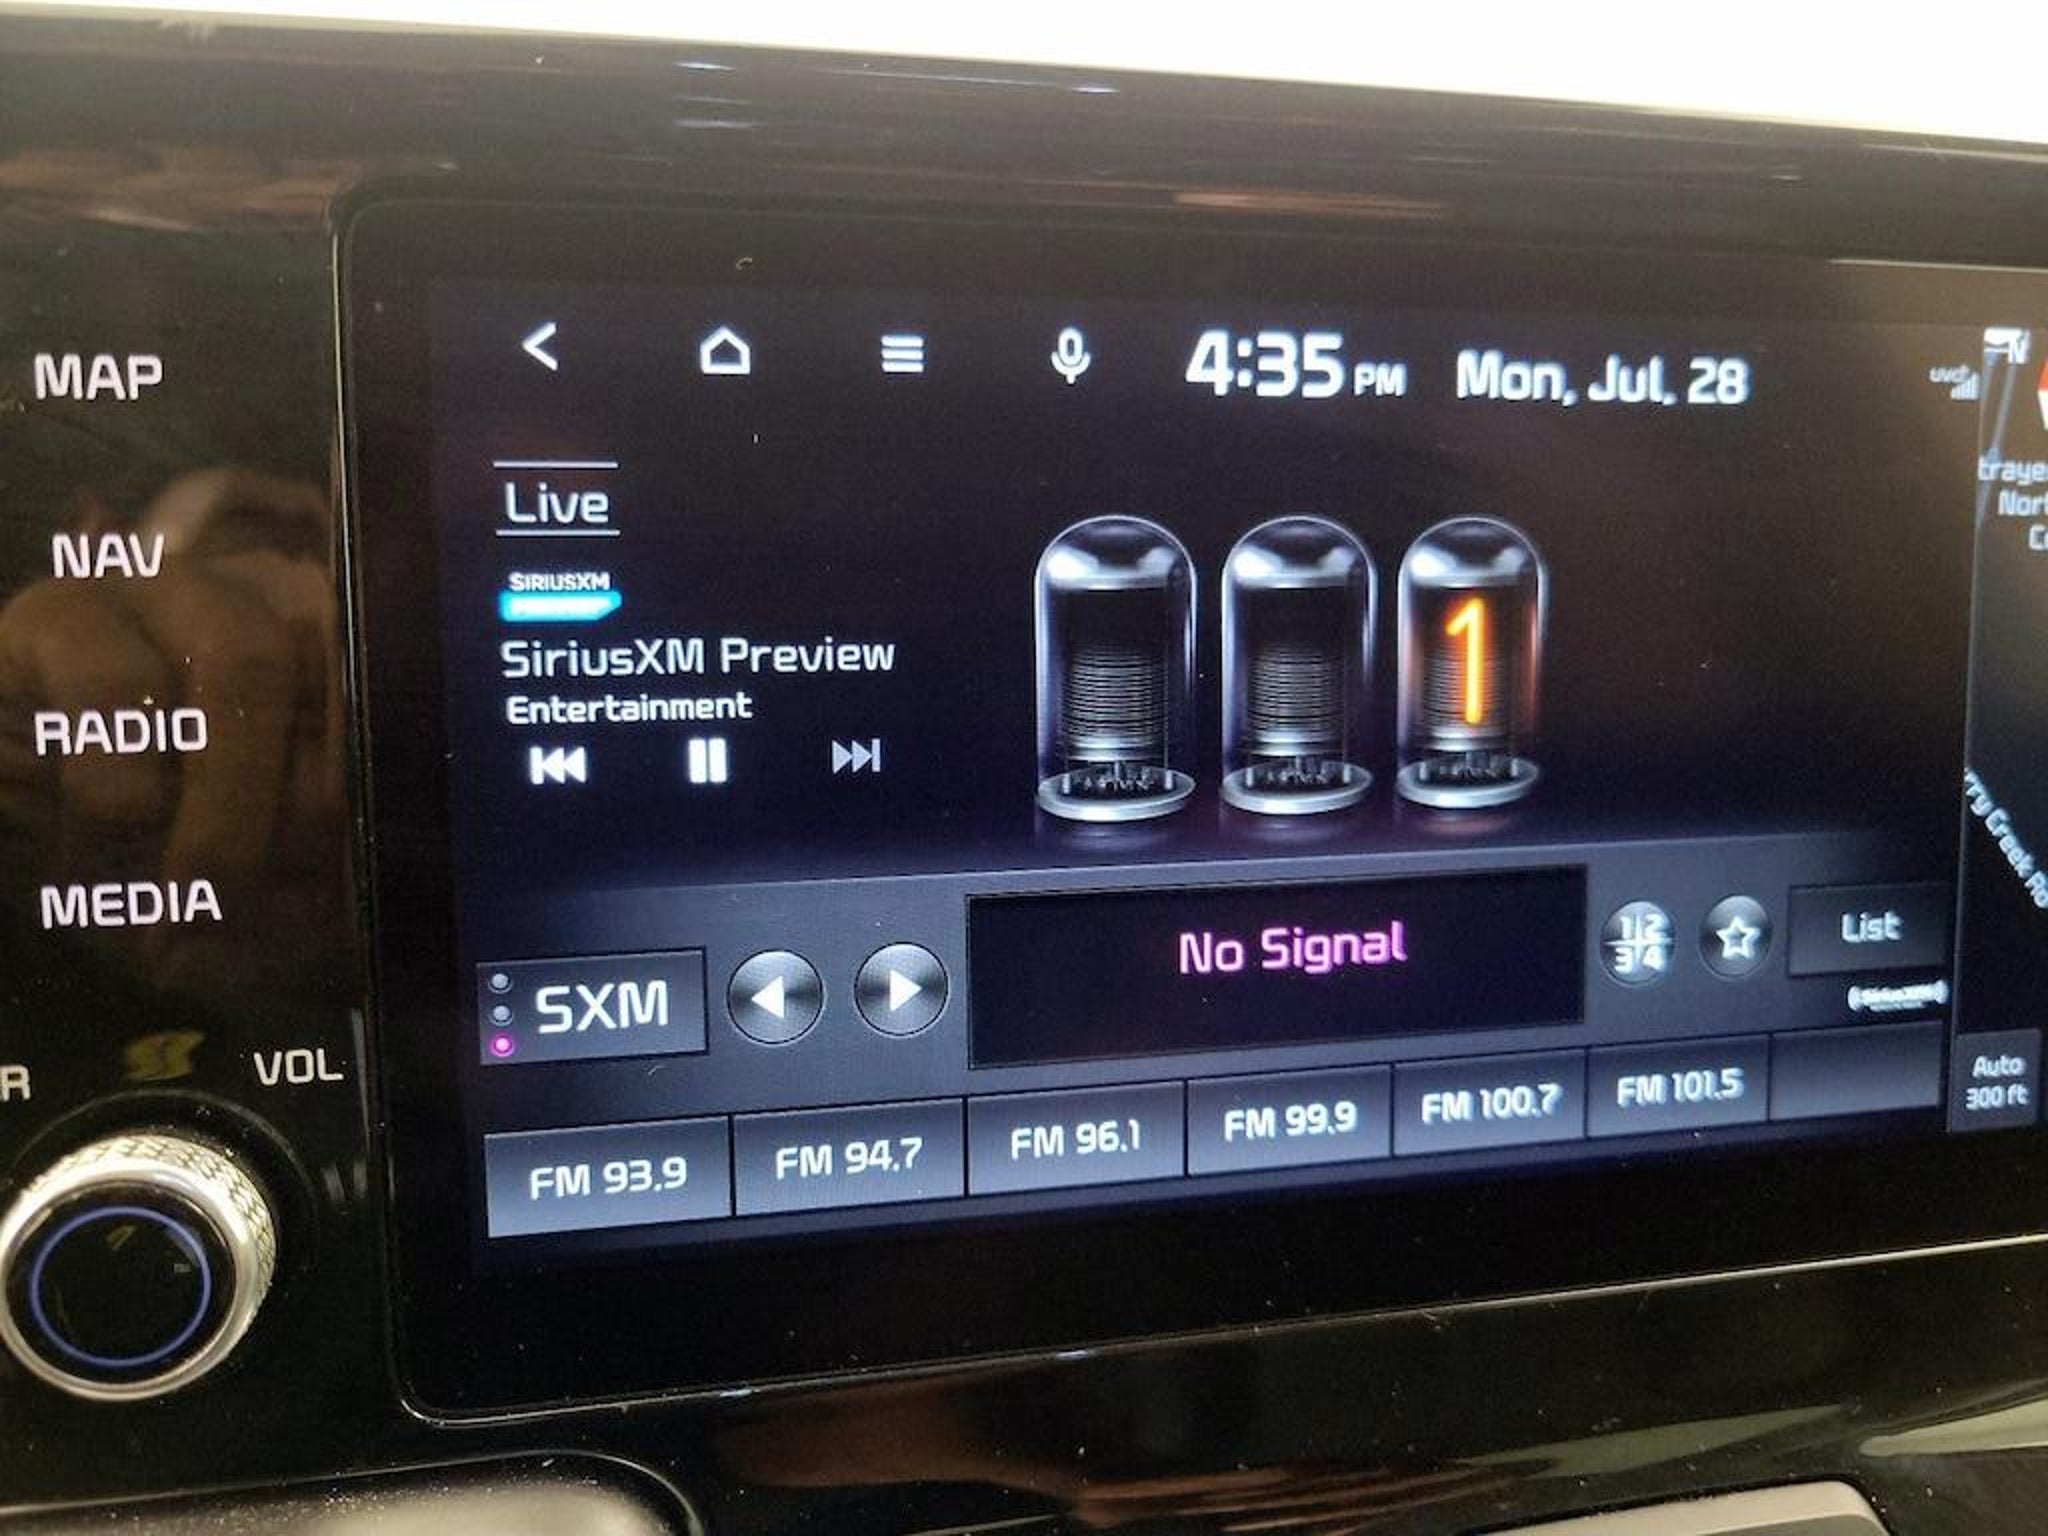 MAP
NAV
RADIO
MEDIA
VOL
4:35 PM Mon, Jul. 28
UVO
N
Live
SIRIUSXM
SiriusXM Preview
Entertainment
1
No Signal
SXM
1 2
3 4
List
SiriusXM
FM 93.9
FM 94.7
FM 96.1
FM 99.9
FM 100.7
FM 101.5
Auto
300 ft